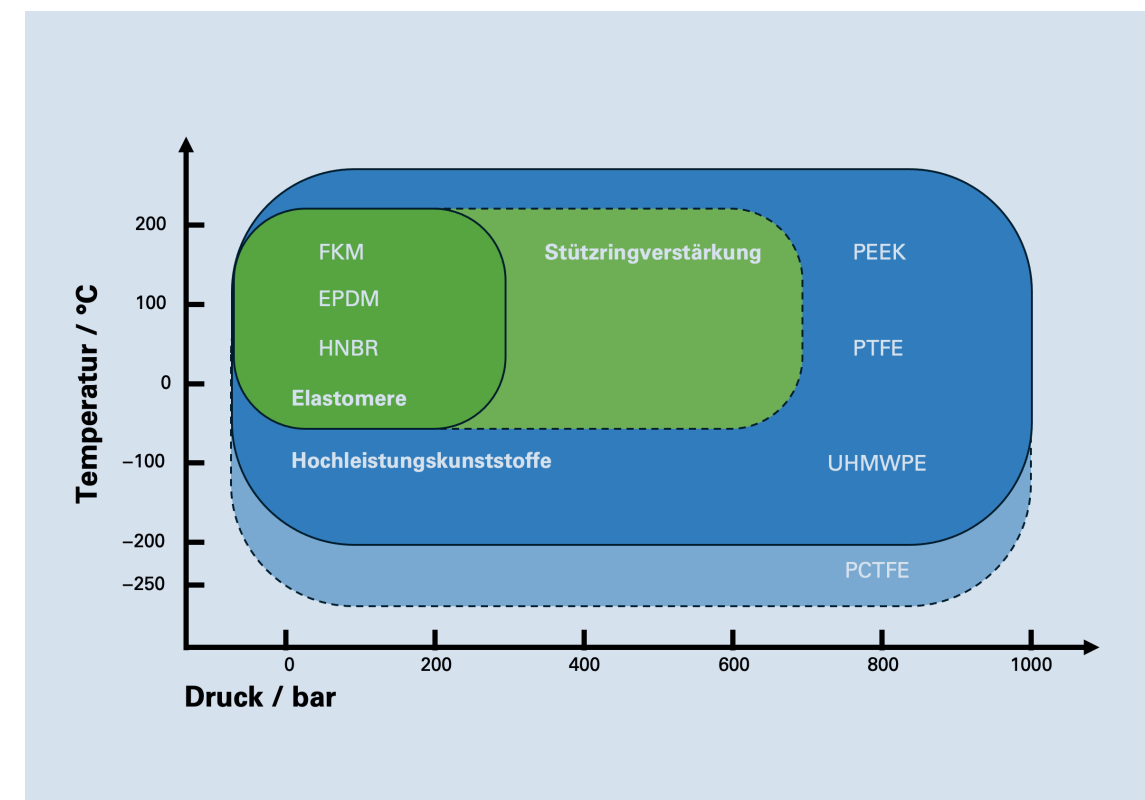 Temperatur / °C
200
100
0
–100
–200
–250
FKM
EPDM
HNBR
Elastomere
Stützringverstärkung
Hochleistungskunststoffe
PEEK
PTFE
UHMWPE
PCTFE
0 200 400 600 800 1000
Druck / bar